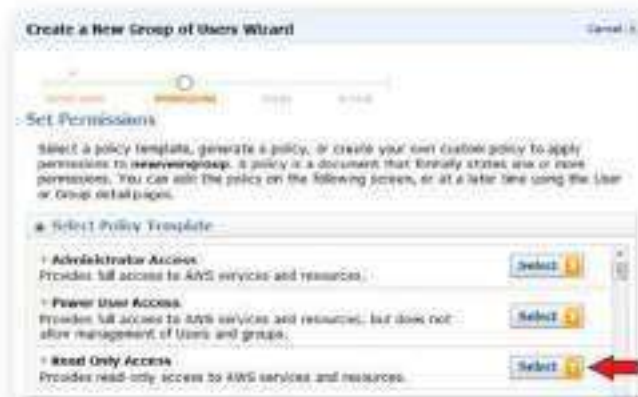 Create a New Group of Users Wizard
Cancel
PERMISSIONS
Set Permissions
Select a policy template, generate a policy, or create your own custom policy to apply
permissions to. A policy is a document that formally states one or more
permissions. You can edit the policy on the following screen, or at a later time using the User
or Group detail pages.
Select Policy Template
Administrator Access
Select
Provides full access to AWS services and resources.
Power User Access
Select
Provides full access to AWS services and resources, but does not
allow management of Users and groups.
Read Only Access
Select
Provides read-only access to AWS services and resources.